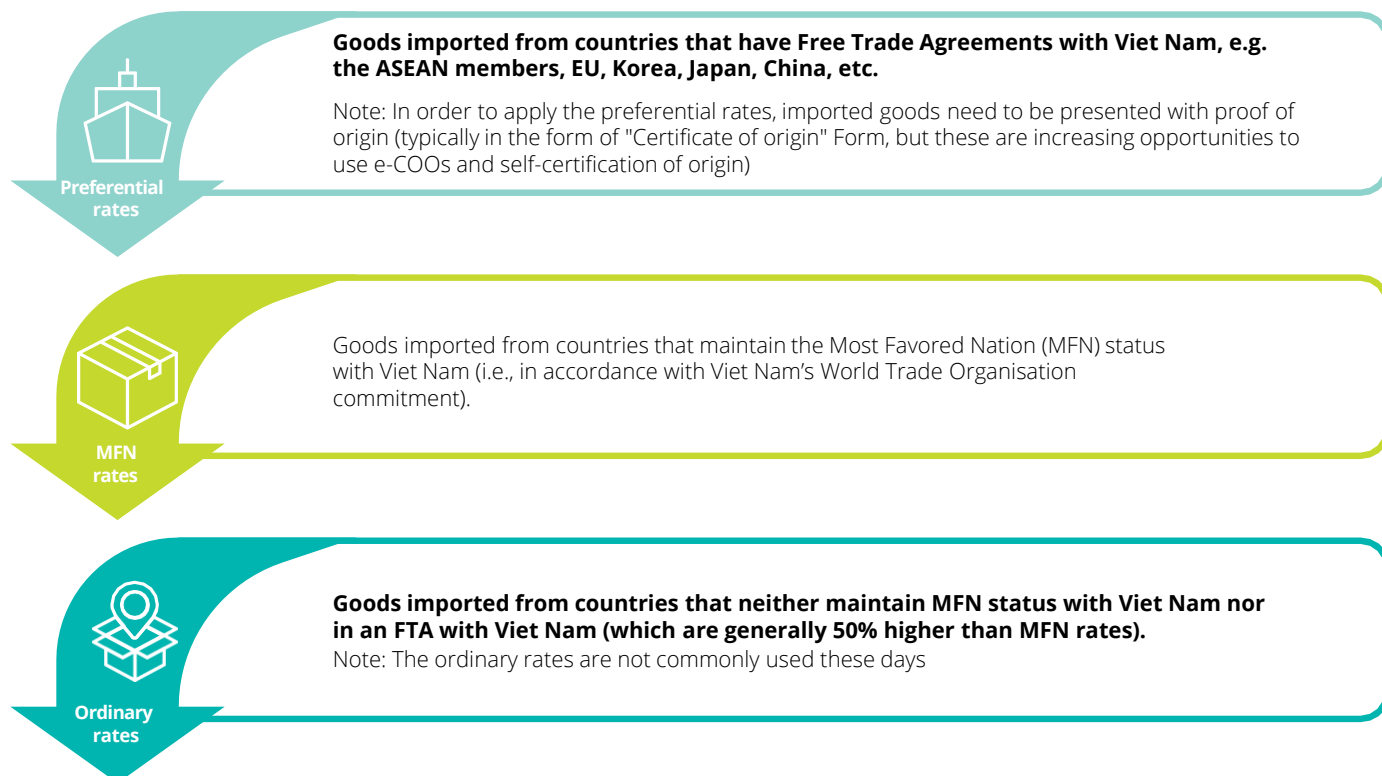 Goods imported from countries that have Free Trade Agreements with Viet Nam, e.g.
the ASEAN members, EU, Korea, Japan, China, etc.
Note: In order to apply the preferential rates, imported goods need to be presented with proof of
origin (typically in the form of "Certificate of origin" Form, but these are increasing opportunities to
use e-COOs and self-certification of origin)
Preferential
rates
Goods imported from countries that maintain the Most Favored Nation (MFN) status
with Viet Nam (i.e., in accordance with Viet Nam’s World Trade Organisation
commitment).
MFN
rates
Goods imported from countries that neither maintain MFN status with Viet Nam nor
in an FTA with Viet Nam (which are generally 50% higher than MFN rates).
Note: The ordinary rates are not commonly used these days
Ordinary
rates